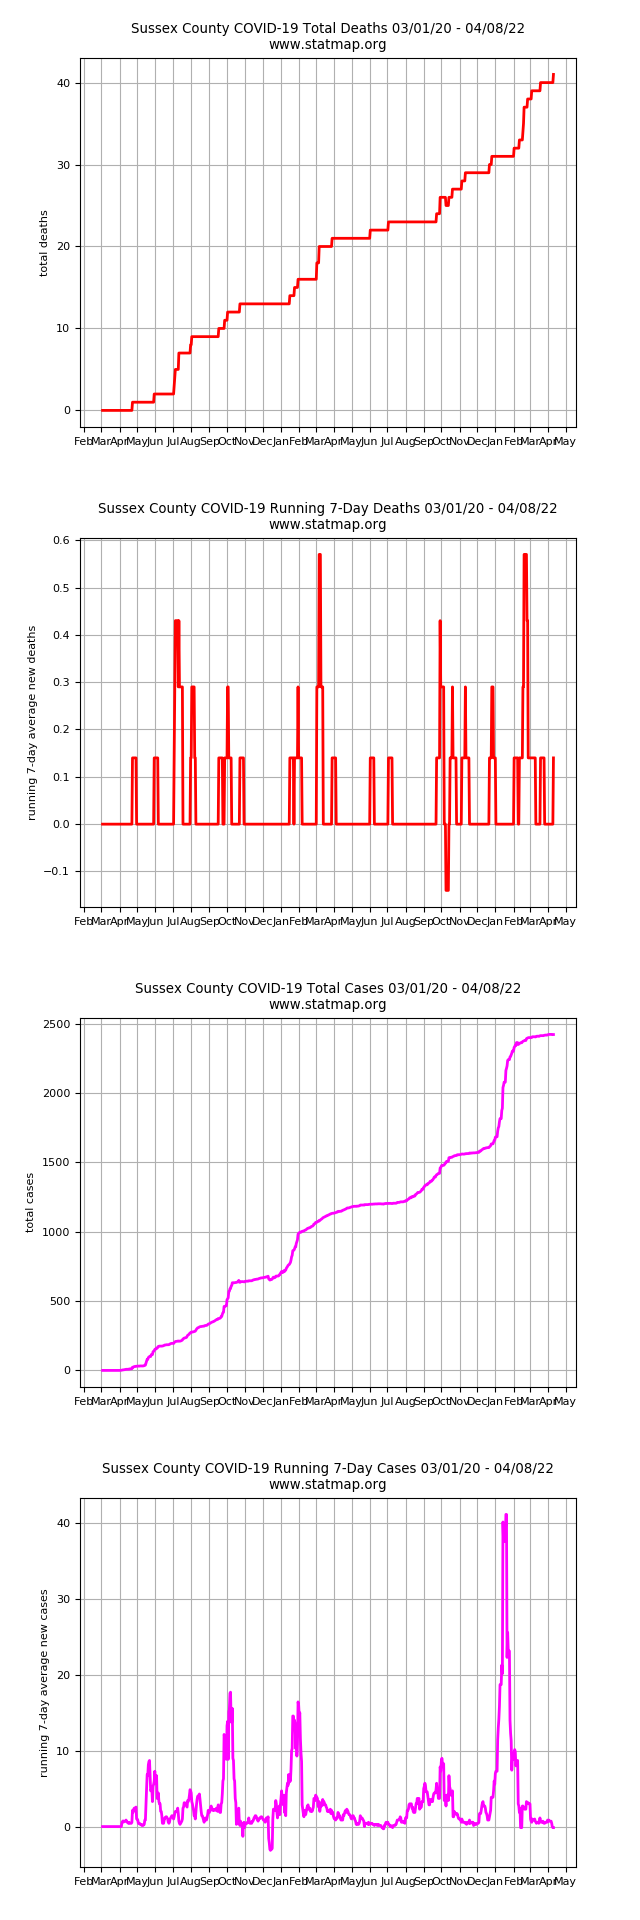 Sussex County COVID-19 Total Deaths 03/01/20 - 04/08/22
www.statmap.org
40
30
20
10
0
total deaths
Feb Mar Apr May Jun Jul Aug Sep Oct Nov Dec Jan Feb Mar Apr May Jun Jul Aug Sep Oct Nov Dec Jan Feb Mar Apr May
Sussex County COVID-19 Running 7-Day Deaths 03/01/20 - 04/08/22
www.statmap.org
0.6
0.5
0.4
0.3
0.2
0.1
0.0
−0.1
running 7-day average new deaths
Feb Mar Apr May Jun Jul Aug Sep Oct Nov Dec Jan Feb Mar Apr May Jun Jul Aug Sep Oct Nov Dec Jan Feb Mar Apr May
Sussex County COVID-19 Total Cases 03/01/20 - 04/08/22
www.statmap.org
2500
2000
1500
1000
500
0
total cases
Feb Mar Apr May Jun Jul Aug Sep Oct Nov Dec Jan Feb Mar Apr May Jun Jul Aug Sep Oct Nov Dec Jan Feb Mar Apr May
Sussex County COVID-19 Running 7-Day Cases 03/01/20 - 04/08/22
www.statmap.org
40
30
20
10
0
running 7-day average new cases
Feb Mar Apr May Jun Jul Aug Sep Oct Nov Dec Jan Feb Mar Apr May Jun Jul Aug Sep Oct Nov Dec Jan Feb Mar Apr May